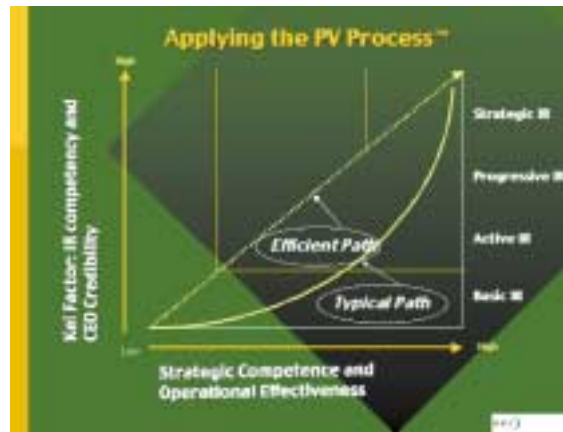 Applying the PV Process™
High
Kei Factor: IR competency and
CEO Credibility
Strategic IR
Progressive IR
Active IR
Basic IR
Efficient Path
Typical Path
Low
High
Strategic Competence and
Operational Effectiveness